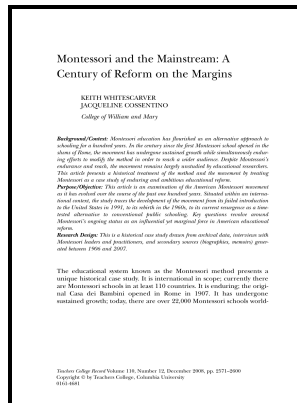 Montessori and the Mainstream: A
Century of Reform on the Margins
KEITH WHITESCARVER
JACQUELINE COSSENTINO
College of William and Mary
Background/Context: Montessori education has flourished as an alternative approach to
schooling for a hundred years. In the century since the first Montessori school opened in the
slums of Rome, the movement has undergone sustained growth while simultaneously endur-
ing efforts to modify the method in order to reach a wider audience. Despite Montessori's
endurance and reach, the movement remains largely unstudied by educational researchers.
This article presents a historical treatment of the method and the movement by treating
Montessori as a case study of enduring and ambitious educational reform.
Purpose/Objective: This article is an examination of the American Montessori movement
as it has evolved over the course of the past one hundred years. Situated within an interna-
tional context, the study traces the development of the movement from its failed introduction
to the United States in 1911, to its rebirth in the 1960s, to its current resurgence as a time-
tested alternative to conventional public schooling. Key questions revolve around
Montessori's ongoing status as an influential yet marginal force in American educational
reform.
Research Design: This is a historical case study drawn from archival data, interviews with
Montessori leaders and practitioners, and secondary sources (biographies, memoirs) gener-
ated between 1906 and 2007.
The educational system known as the Montessori method presents a
unique historical case study. It is international in scope; currently there
are Montessori schools in at least 110 countries. It is enduring; the orig-
inal Casa dei Bambini opened in Rome in 1907. It has undergone
sustained growth; today, there are over 22,000 Montessori schools world-
Teachers College Record Volume 110, Number 12, December 2008, pp. 2571–2600
Copyright © by Teachers College, Columbia University
0161-4681